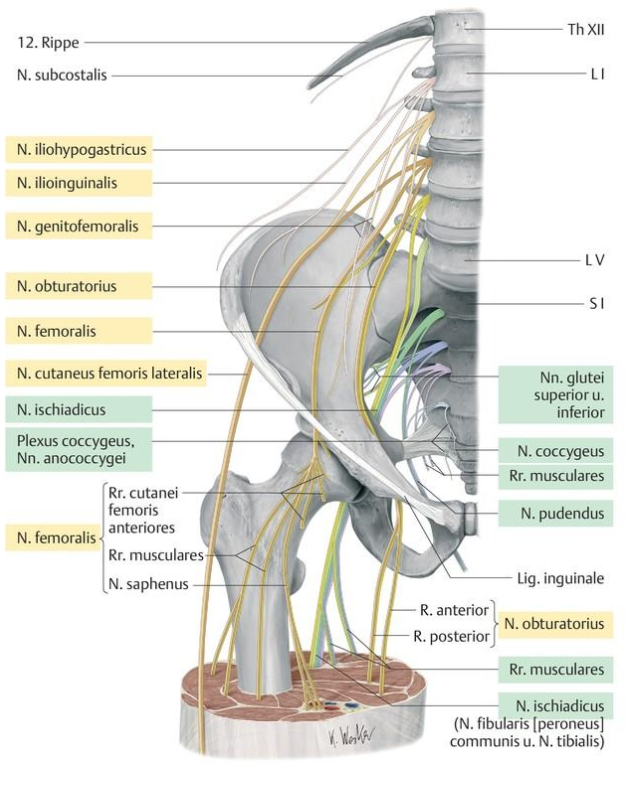 12. Rippe
N. subcostalis
N. iliohypogastricus
N. ilioinguinalis
N. genitofemoralis
N. obturatorius
N. femoralis
N. cutaneus femoris lateralis
N. ischiadicus
Plexus coccygeus,
Nn. anococcygei
N. femoralis
Rr. cutanei
femoris
anteriores
Rr. musculares
N. saphenus
Th XII
L I
L V
S I
Nn. glutei
superior u.
inferior
N. coccygeus
Rr. musculares
N. pudendus
Lig. inguinale
R. anterior
R. posterior
N. obturatorius
Rr. musculares
N. ischiadicus
(N. fibularis [peroneus]
communis u. N. tibialis)